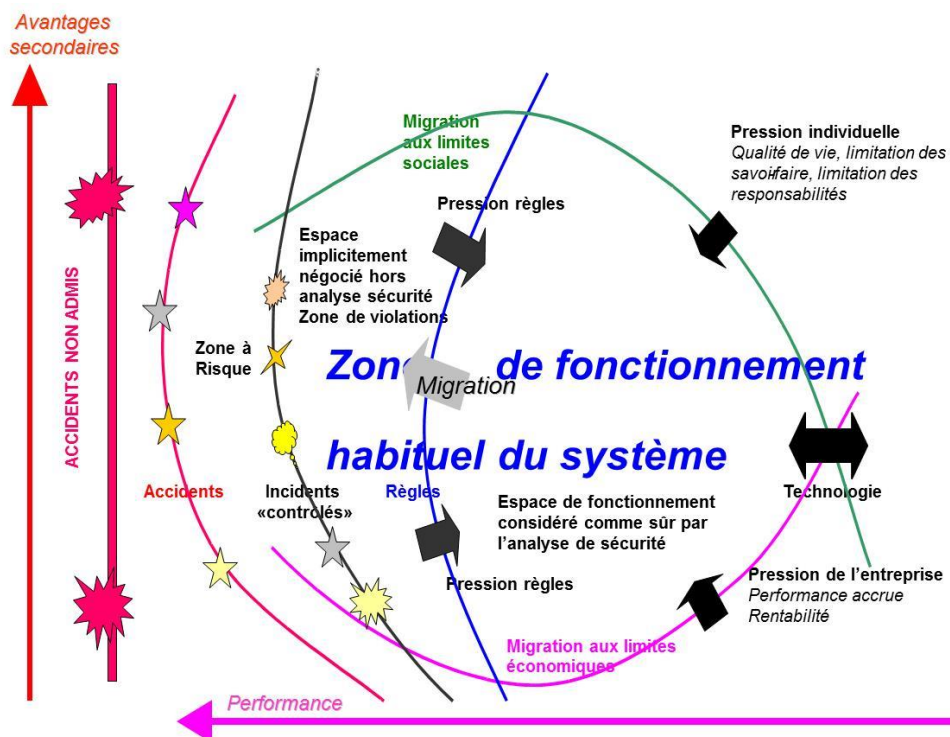 Avantages
secondaires
Migration
aux limites
sociales
Pression individuelle
Qualité de vie, limitation des
savoir-faire, limitation des
responsabilités
Pression règles
Espace
implicitement
négocié hors
analyse sécurité
Zone de violations
ACCIDENTS NON ADMIS
Zone à
Risque
Zone de fonctionnement
Migration
habituel du système
Accidents
Incidents
«contrôlés»
Règles
Espace de fonctionnement
considéré comme sûr par
l’analyse de sécurité
Technologie
Pression règles
Pression de l’entreprise
Performance accrue
Rentabilité
Migration aux limites
économiques
Performance